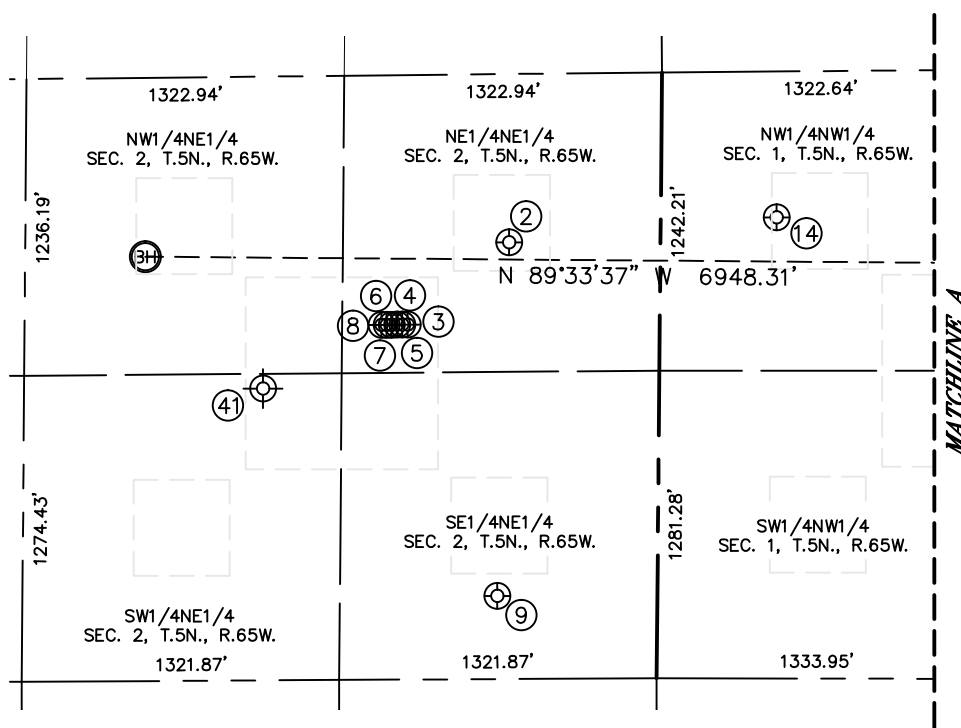 1322.94'
1322.94'
1322.64'
NW1/4NE1/4
SEC. 2, T.5N., R.65W.
NE1/4NE1/4
SEC. 2, T.5N., R.65W.
NW1/4NW1/4
SEC. 1, T.5N., R.65W.
1236.19'
1242.21'
2
14
3H
N 89°33'37" W 6948.31'
6
4
8
3
7
5
41
MATCHLINE A
1274.43'
1281.28'
SE1/4NE1/4
SEC. 2, T.5N., R.65W.
SW1/4NW1/4
SEC. 1, T.5N., R.65W.
9
SW1/4NE1/4
SEC. 2, T.5N., R.65W.
1321.87'
1321.87'
1333.95'